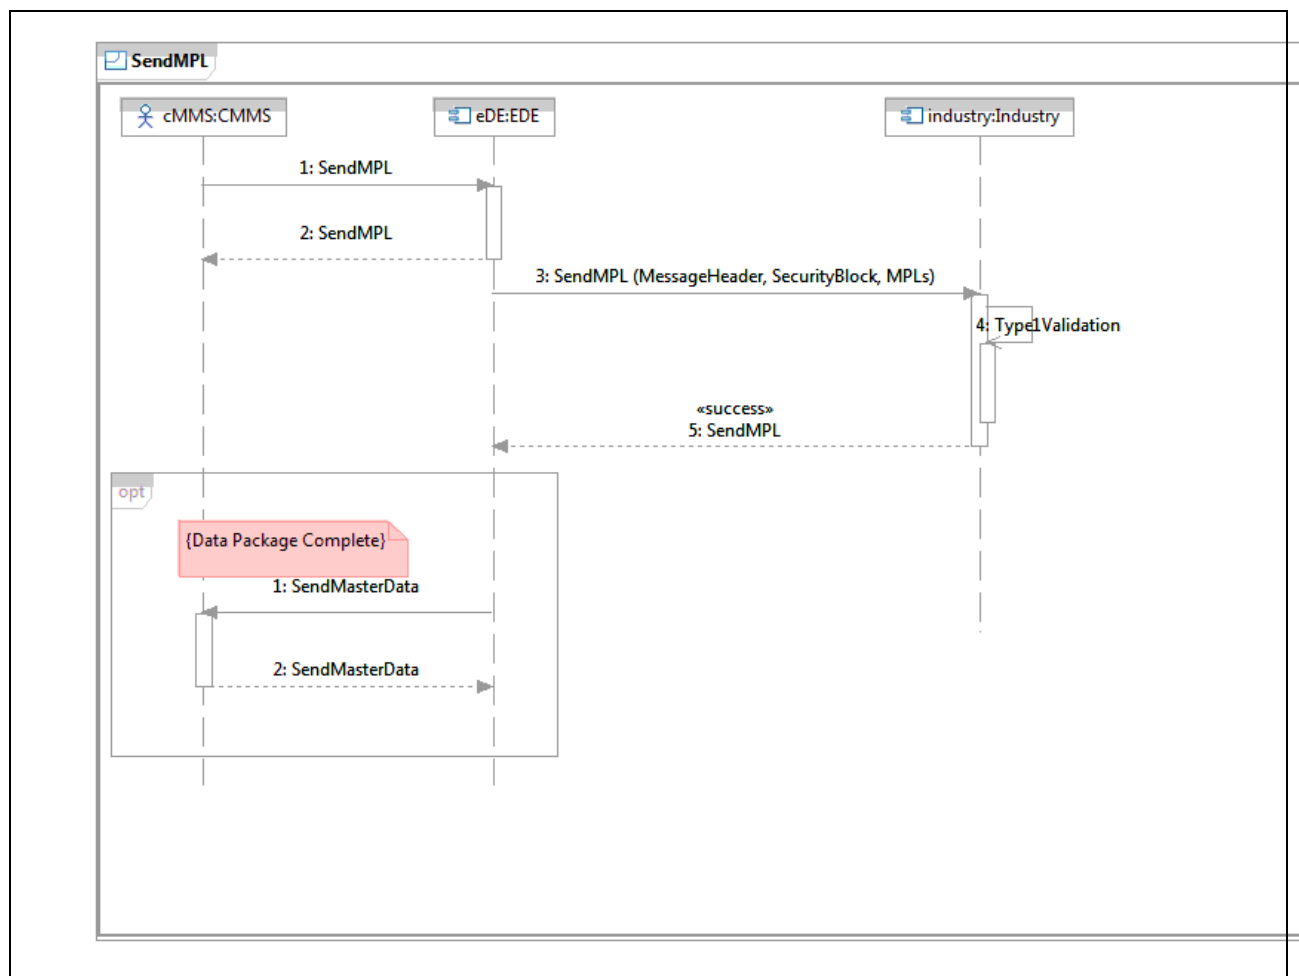 SendMPL
cMMS:CMMS
eDE:EDE
industry:Industry
1: SendMPL
2: SendMPL
3: SendMPL (MessageHeader, SecurityBlock, MPLs)
4: Type1Validation
«success»
5: SendMPL
opt
{Data Package Complete}
1: SendMasterData
2: SendMasterData